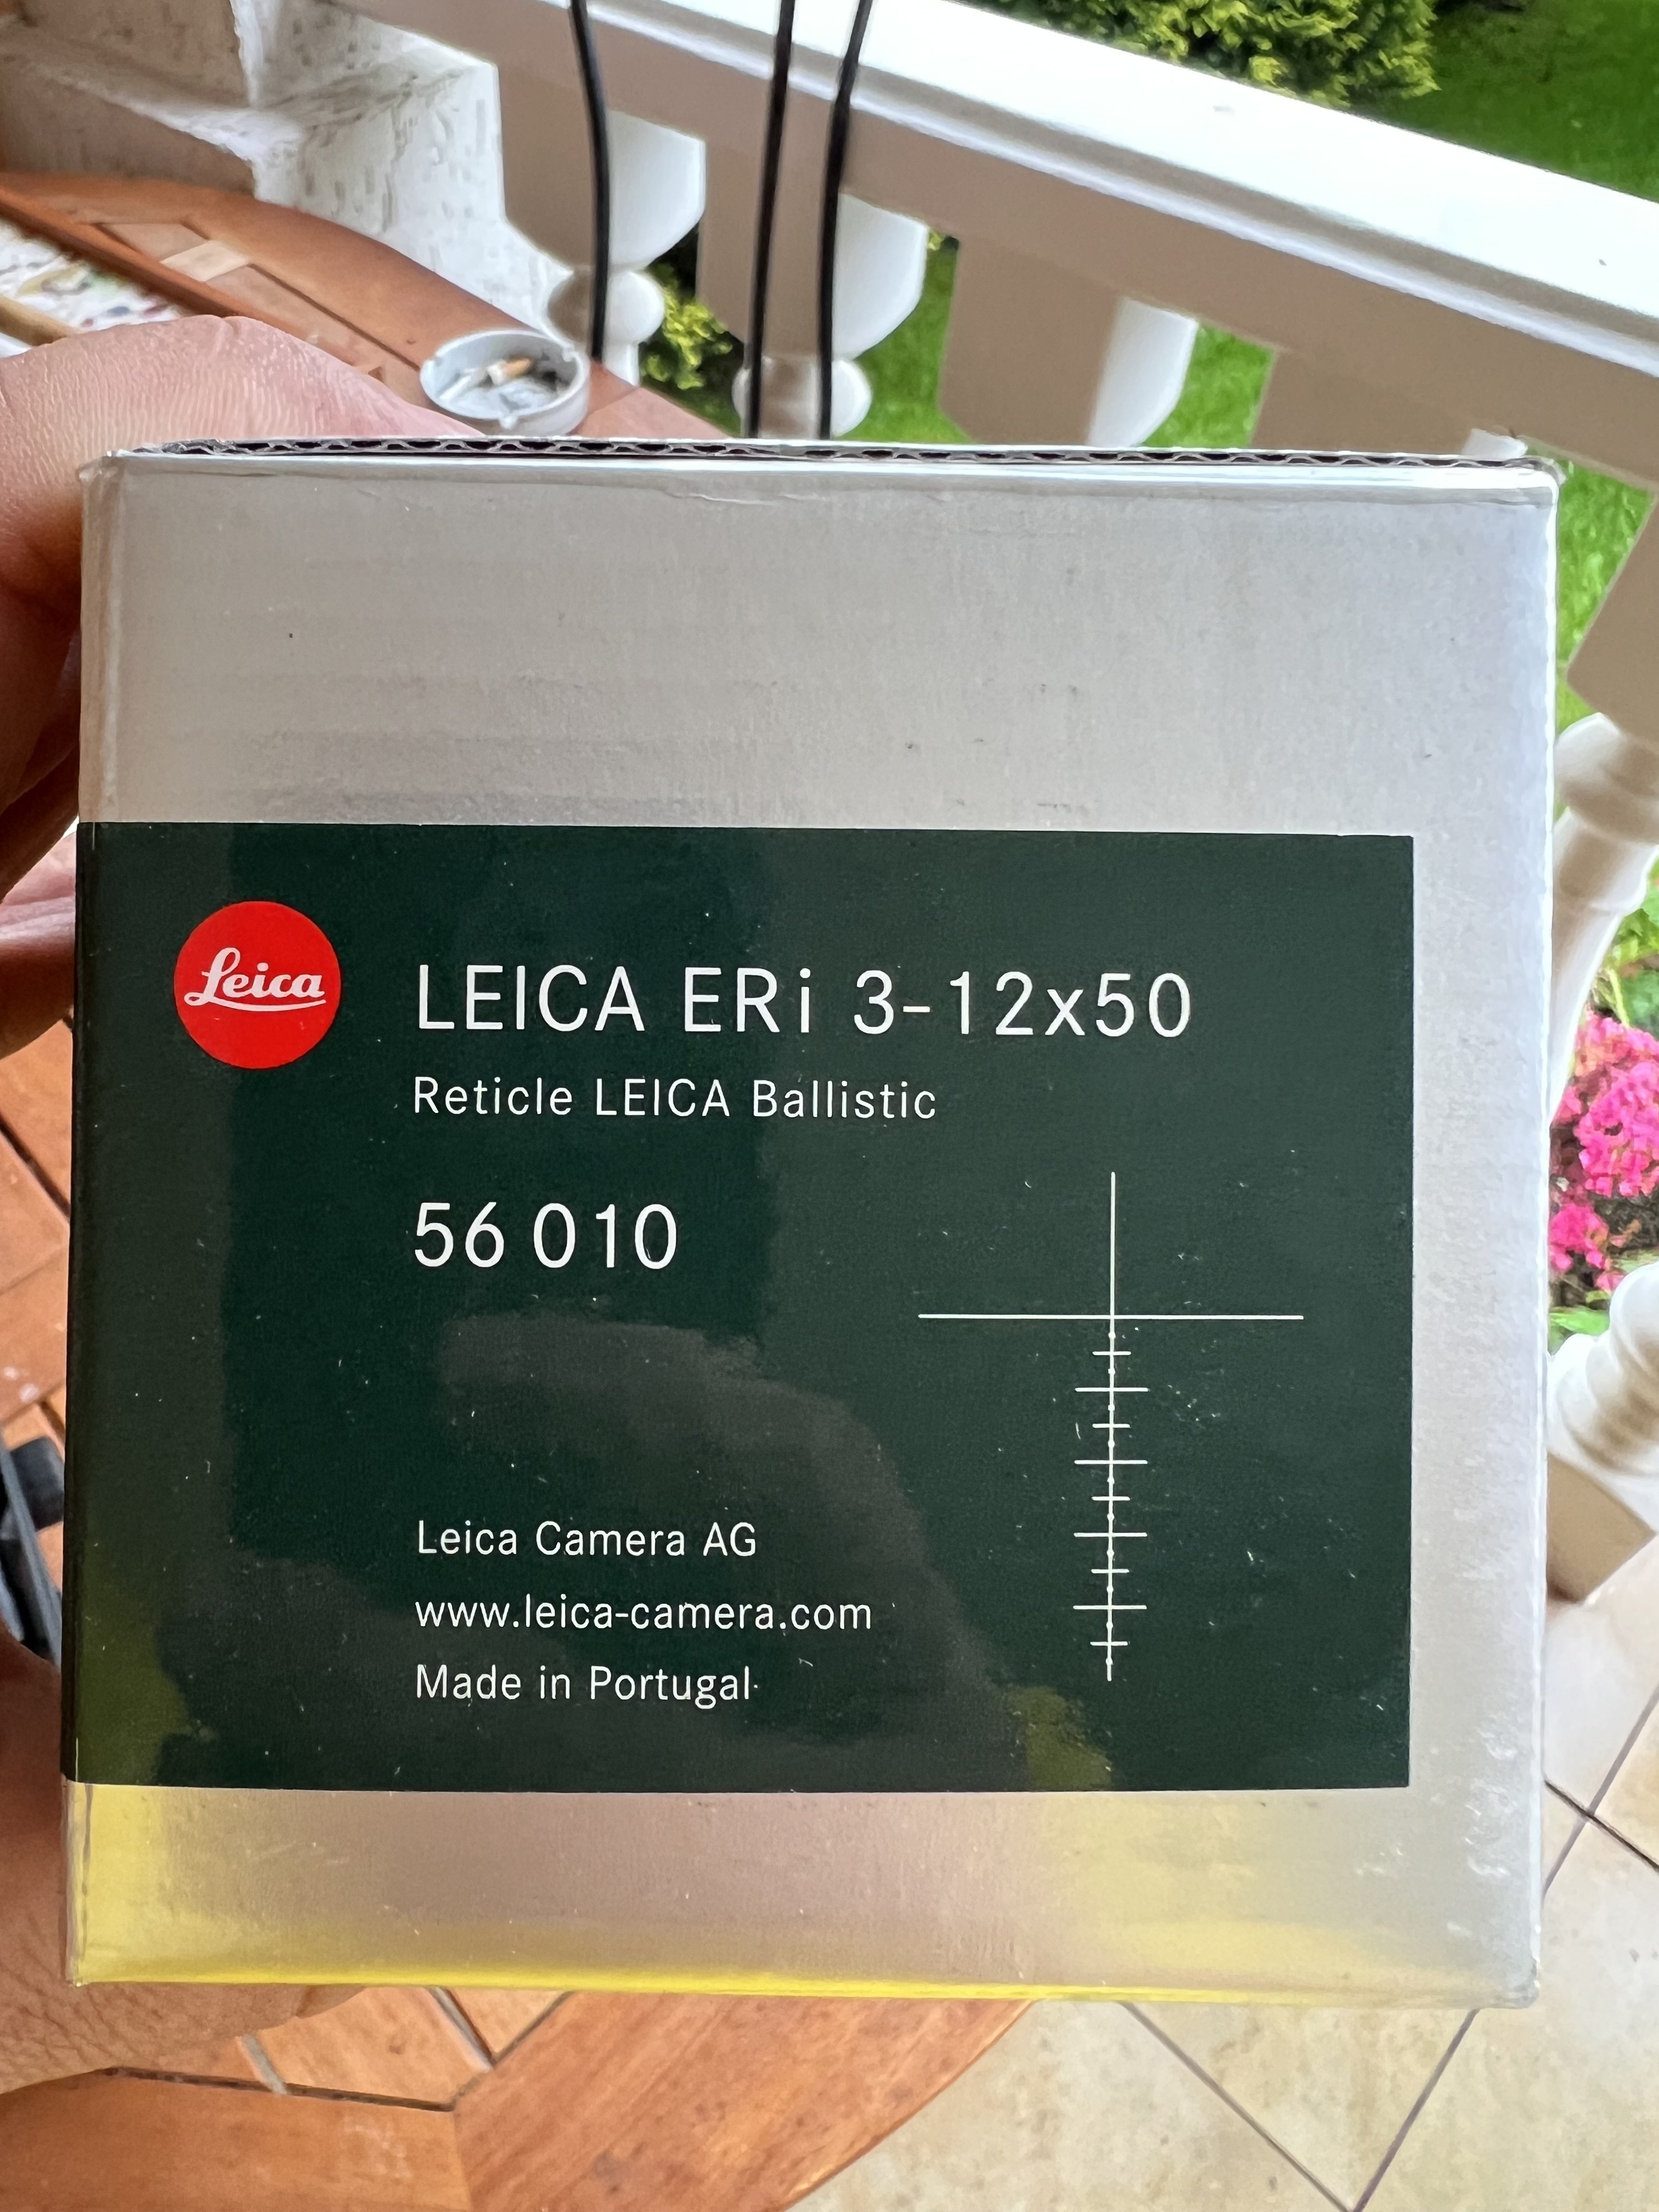 Leica
LEICA ERi 3-12x50
Reticle LEICA Ballistic
56 010
Leica Camera AG
www.leica-camera.com
Made in Portugal